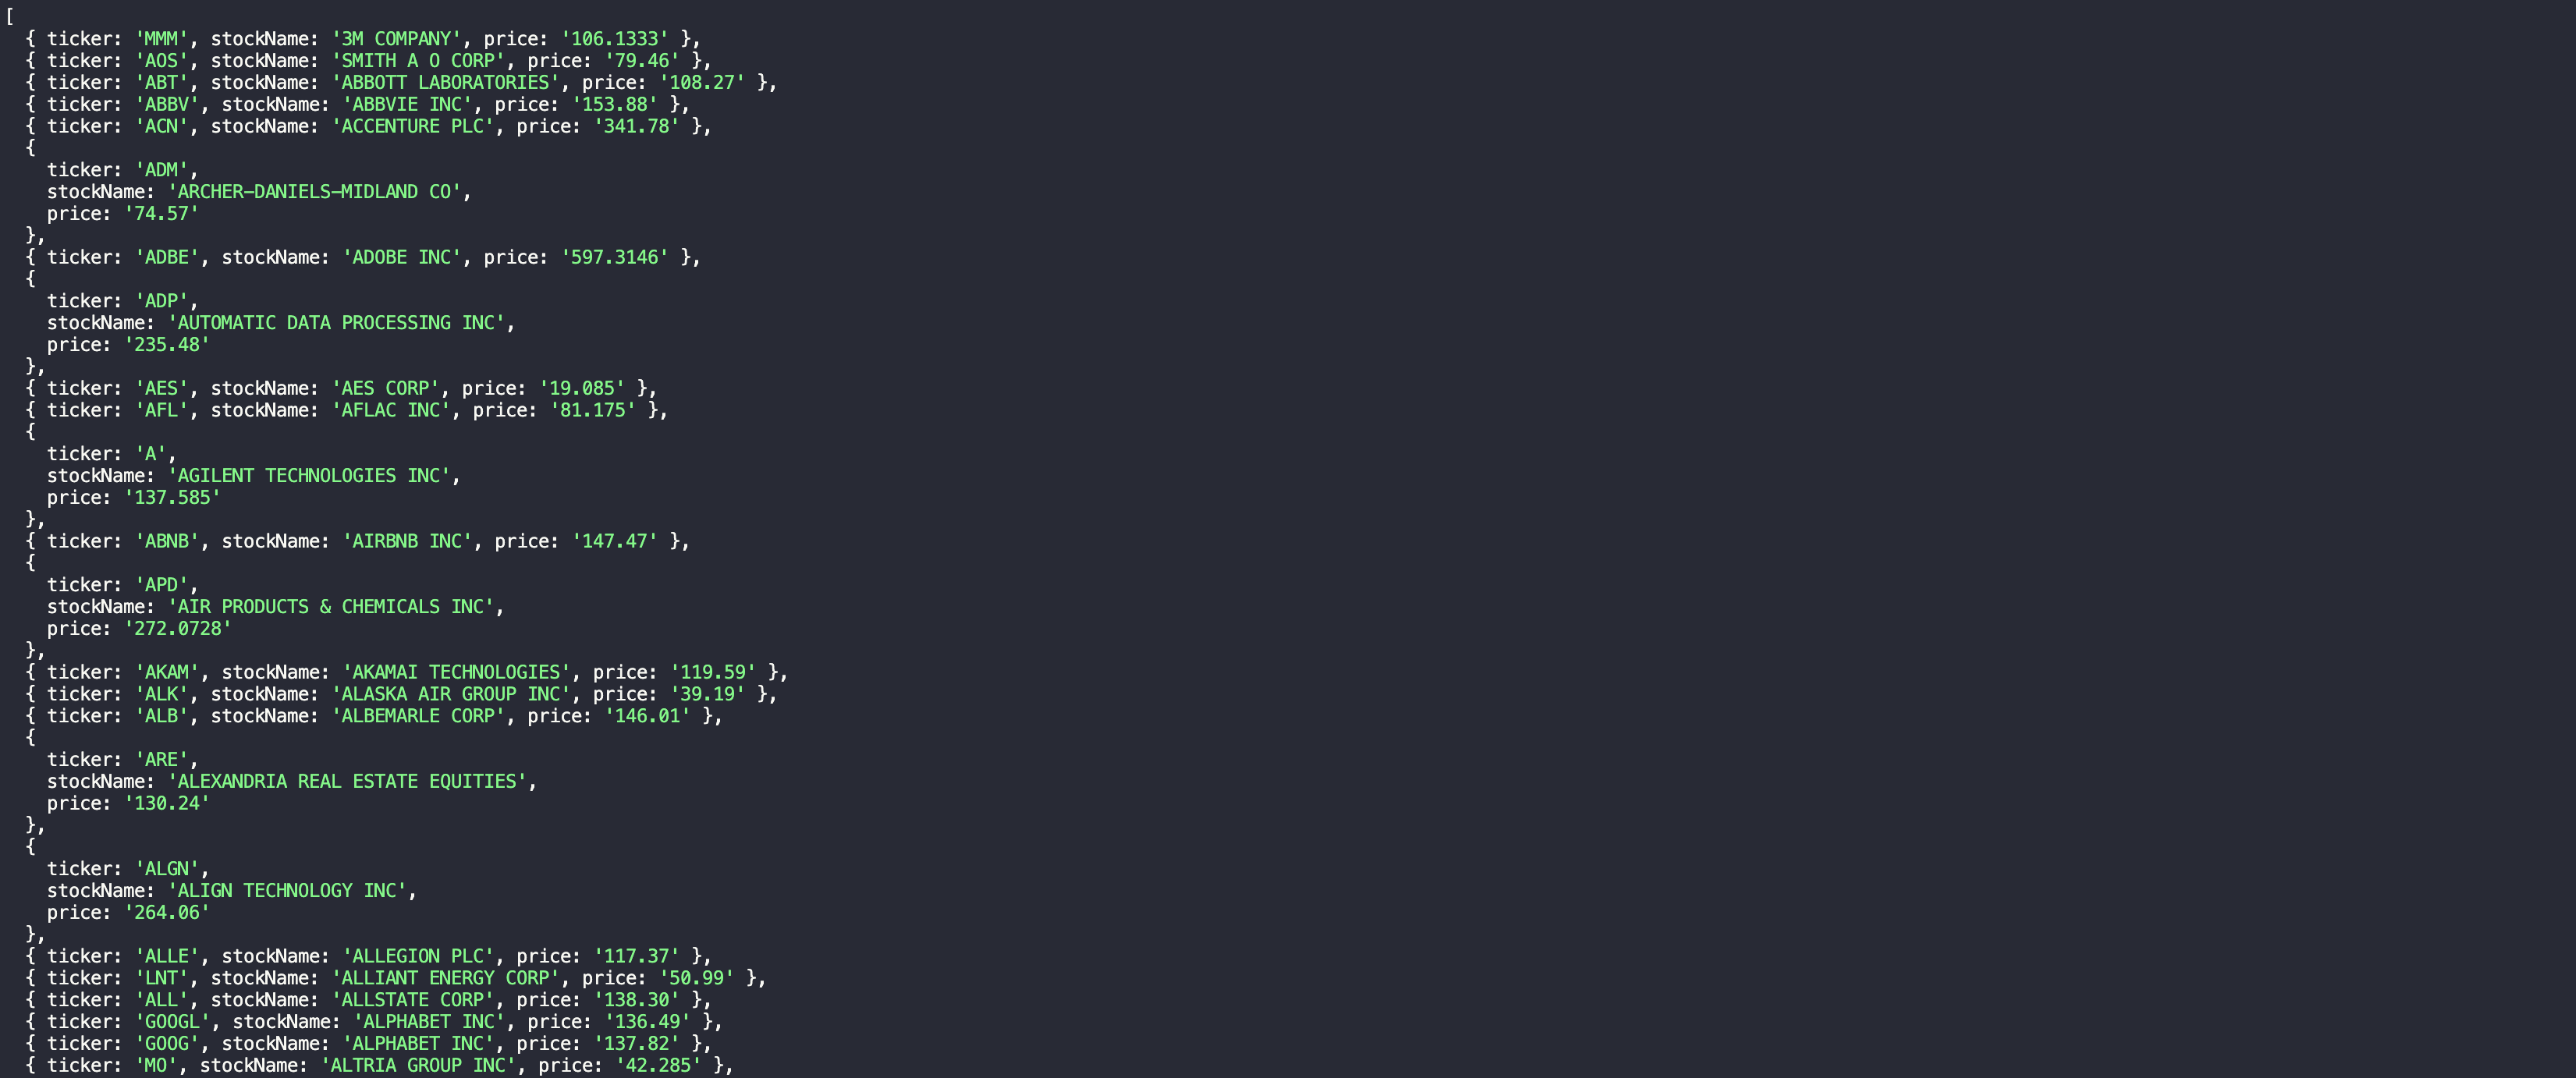 [
  { ticker: 'MMM', stockName: '3M COMPANY', price: '106.1333' },
  { ticker: 'AOS', stockName: 'SMITH A O CORP', price: '79.46' },
  { ticker: 'ABT', stockName: 'ABBOTT LABORATORIES', price: '108.27' },
  { ticker: 'ABBV', stockName: 'ABBVIE INC', price: '153.88' },
  { ticker: 'ACN', stockName: 'ACCENTURE PLC', price: '341.78' },
  {
    ticker: 'ADM',
    stockName: 'ARCHER-DANIELS-MIDLAND CO',
    price: '74.57'
  },
  { ticker: 'ADBE', stockName: 'ADOBE INC', price: '597.3146' },
  {
    ticker: 'ADP',
    stockName: 'AUTOMATIC DATA PROCESSING INC',
    price: '235.48'
  },
  { ticker: 'AES', stockName: 'AES CORP', price: '19.085' },
  { ticker: 'AFL', stockName: 'AFLAC INC', price: '81.175' },
  {
    ticker: 'A',
    stockName: 'AGILENT TECHNOLOGIES INC',
    price: '137.585'
  },
  { ticker: 'ABNB', stockName: 'AIRBNB INC', price: '147.47' },
  {
    ticker: 'APD',
    stockName: 'AIR PRODUCTS & CHEMICALS INC',
    price: '272.0728'
  },
  { ticker: 'AKAM', stockName: 'AKAMAI TECHNOLOGIES', price: '119.59' },
  { ticker: 'ALK', stockName: 'ALASKA AIR GROUP INC', price: '39.19' },
  { ticker: 'ALB', stockName: 'ALBEMARLE CORP', price: '146.01' },
  {
    ticker: 'ARE',
    stockName: 'ALEXANDRIA REAL ESTATE EQUITIES',
    price: '130.24'
  },
  {
    ticker: 'ALGN',
    stockName: 'ALIGN TECHNOLOGY INC',
    price: '264.06'
  },
  { ticker: 'ALLE', stockName: 'ALLEGION PLC', price: '117.37' },
  { ticker: 'LNT', stockName: 'ALLIANT ENERGY CORP', price: '50.99' },
  { ticker: 'ALL', stockName: 'ALLSTATE CORP', price: '138.30' },
  { ticker: 'GOOGL', stockName: 'ALPHABET INC', price: '136.49' },
  { ticker: 'GOOG', stockName: 'ALPHABET INC', price: '137.82' },
  { ticker: 'MO', stockName: 'ALTRIA GROUP INC', price: '42.285' },